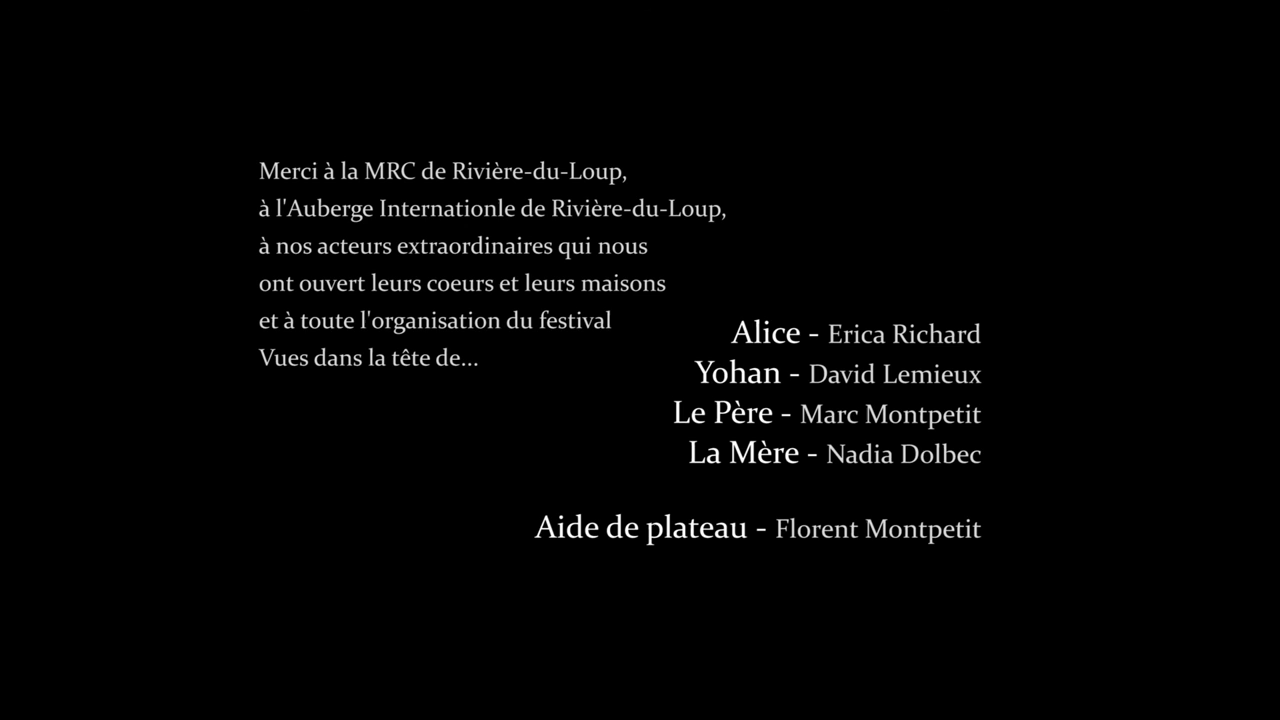 Merci à la MRC de Rivière-du-Loup,
à l'Auberge Internationle de Rivière-du-Loup,
à nos acteurs extraordinaires qui nous
ont ouvert leurs coeurs et leurs maisons
et à toute l'organisation du festival
Vues dans la tête de...
Alice - Erica Richard
Yohan - David Lemieux
Le Père - Marc Montpetit
La Mère - Nadia Dolbec
Aide de plateau - Florent Montpetit